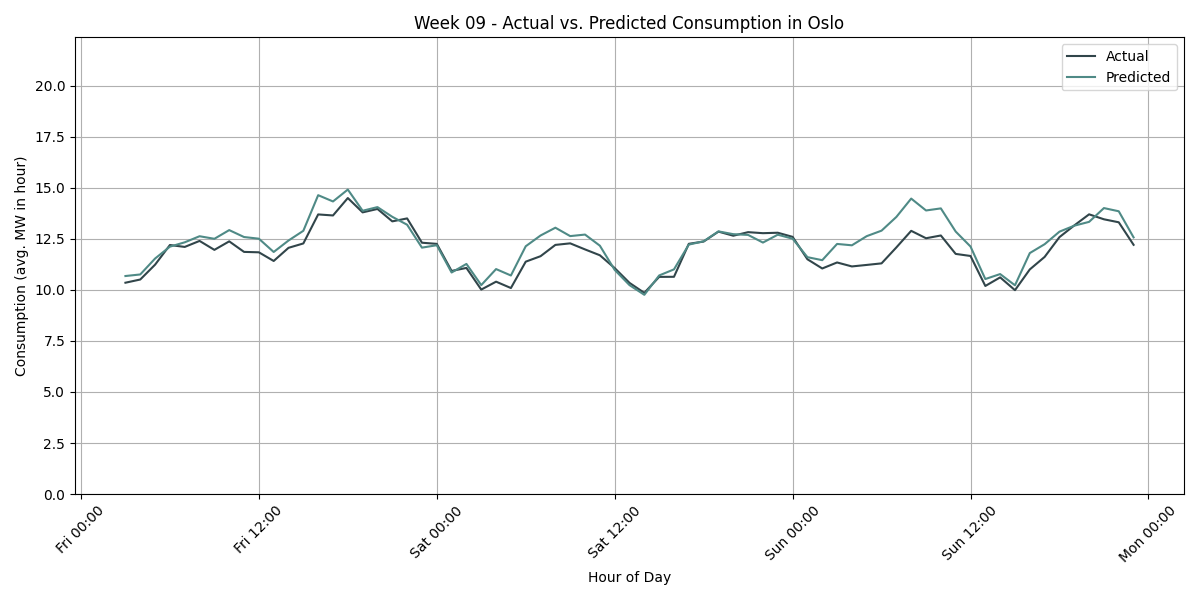 Week 09 - Actual vs. Predicted Consumption in Oslo
Actual
Predicted
Consumption (avg. MW in hour)
20.0
17.5
15.0
12.5
10.0
7.5
5.0
2.5
0.0
Fri 00:00
Fri 12:00
Sat 00:00
Sat 12:00
Sun 00:00
Sun 12:00
Mon 00:00
Hour of Day